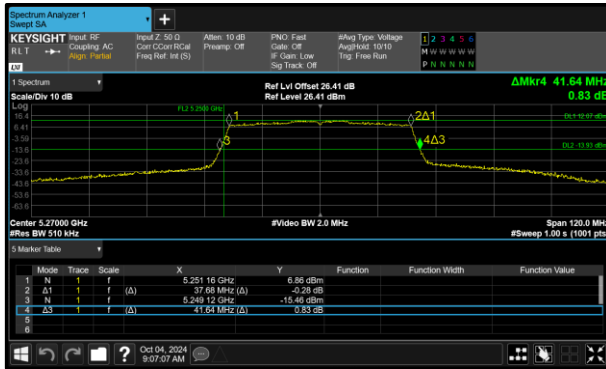 Spectrum Analyzer 1
Swept SA
KEYSIGHT
RLT
Input: RF
Coupling: AC
Align: Partial
Input Z: 50 Ω
Corr CCorr RCal
Freq Ref: Int (S)
Atten: 10 dB
Preamp: Off
PNO: Fast
Gate: Off
IF Gain: Low
Sig Track: Off
#Avg Type: Voltage
Avg|Hold: 10/10
Trig: Free Run
1 2 3 4 5 6
M W W W W W
P N N N N N
LXI
1 Spectrum
Scale/Div 10 dB
Ref Lvl Offset 26.41 dB
Ref Level 26.41 dBm
ΔMkr4 41.64 MHz
0.83 dB
Log
FL2 5.2500 GHz
16.4
6.41
-3.59
-13.6
-23.6
-33.6
-43.6
-53.6
-63.6
1
2Δ1
3
4Δ3
DL1 12.07 dBm
DL2 -13.93 dBm
Center 5.27000 GHz
#Res BW 510 kHz
#Video BW 2.0 MHz
Span 120.0 MHz
#Sweep 1.00 s (1001 pts)
5 Marker Table
Mode Trace Scale X Y Function Function Width Function Value
1 N 1 f 5.251 16 GHz 6.86 dBm
2 Δ1 1 f (Δ) 37.68 MHz (Δ) -0.28 dB
3 N 1 f 5.249 12 GHz -15.46 dBm
4 Δ3 1 f (Δ) 41.64 MHz (Δ) 0.83 dB
5
6
?
Oct 04, 2024
9:07:07 AM